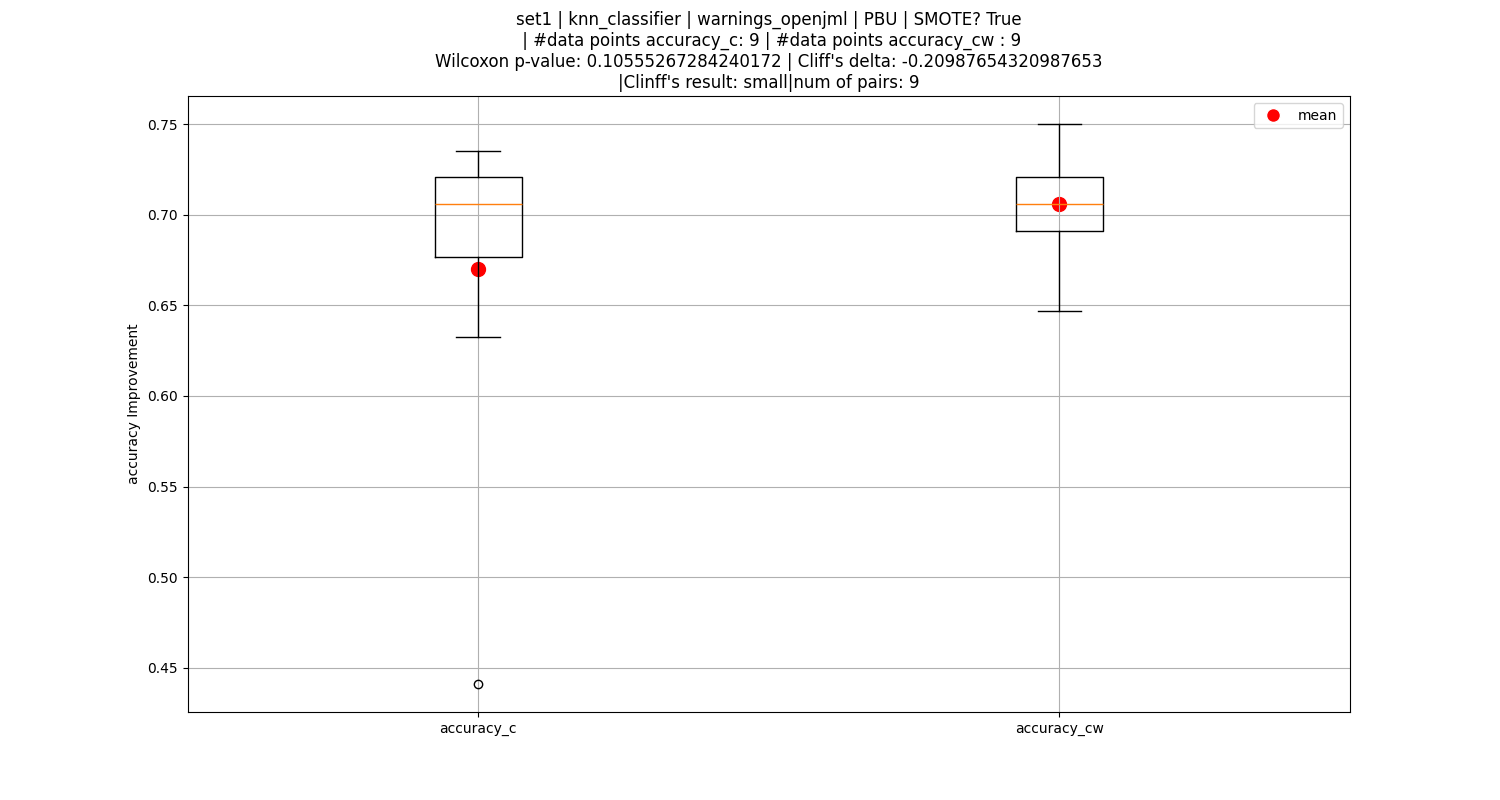 set1 | knn_classifier | warnings_openjml | PBU | SMOTE? True
| #data points accuracy_c: 9 | #data points accuracy_cw : 9
Wilcoxon p-value: 0.10555267284240172 | Cliff's delta: -0.20987654320987653
|Clinff's result: small|num of pairs: 9
mean
accuracy Improvement
0.75
0.70
0.65
0.60
0.55
0.50
0.45
accuracy_c
accuracy_cw